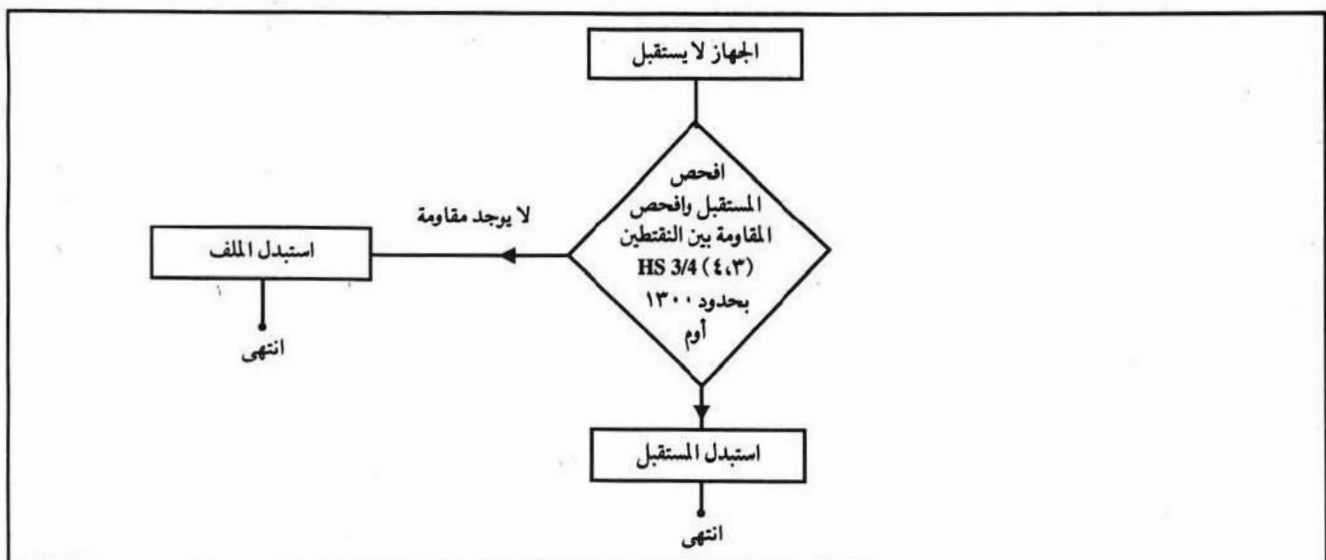 الجهاز لا يستقبل
افحص
المستقبل وافحص
المقاومة بين النقتطين
HS 3/4 (٤،٣)
بحدود ١٣٠٠
أوم
لا يوجد مقاومة
استبدل الملف
انتهى
استبدل المستقبل
انتهى